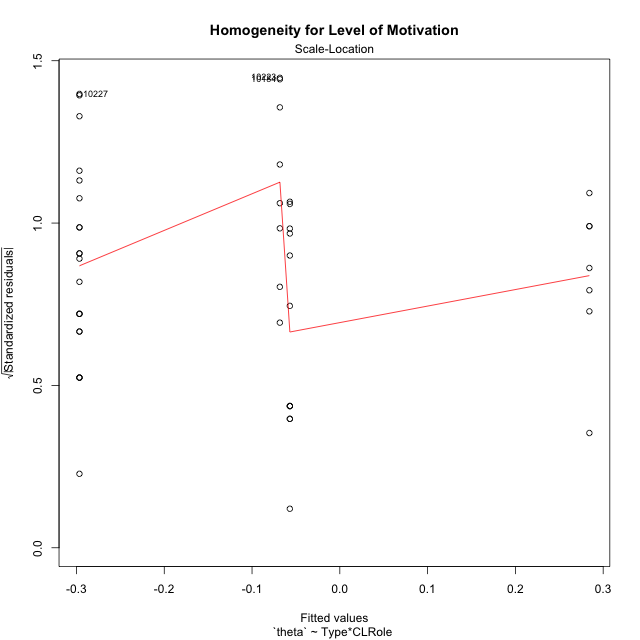 Homogeneity for Level of Motivation
Scale-Location
√|Standardized residuals|
1.5
1.0
0.5
0.0
10227
-0.3
-0.2
-0.1
0.0
0.1
0.2
0.3
Fitted values
`theta` ~ Type*CLRole